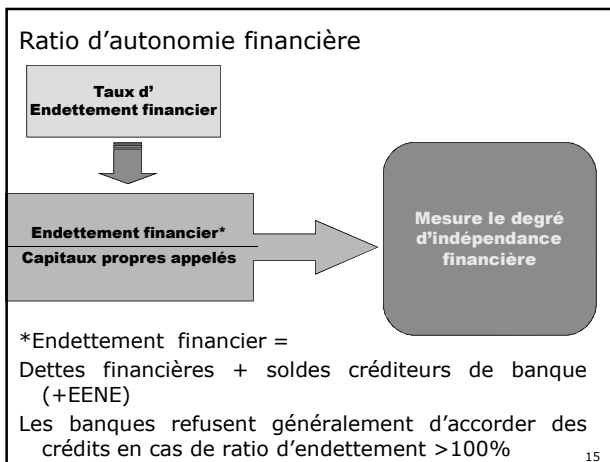 Ratio d’autonomie financière
Taux d’
Endettement financier
Endettement financier*
Capitaux propres appelés
Mesure le degré
d’indépendance
financière
*Endettement financier =
Dettes financières + soldes créditeurs de banque
(+EENE)
Les banques refusent généralement d’accorder des
crédits en cas de ratio d’endettement >100%
15